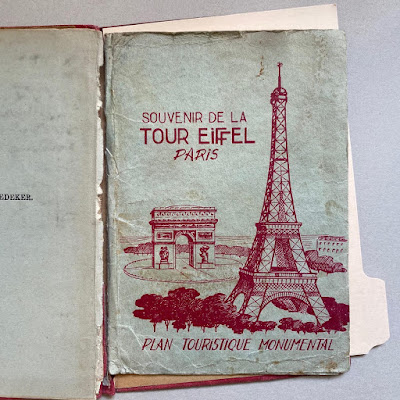 EDEKER.
SOUVENIR DE LA
TOUR EiFFEL
PARIS
PLAN TOURISTIQUE MONUMENTAL